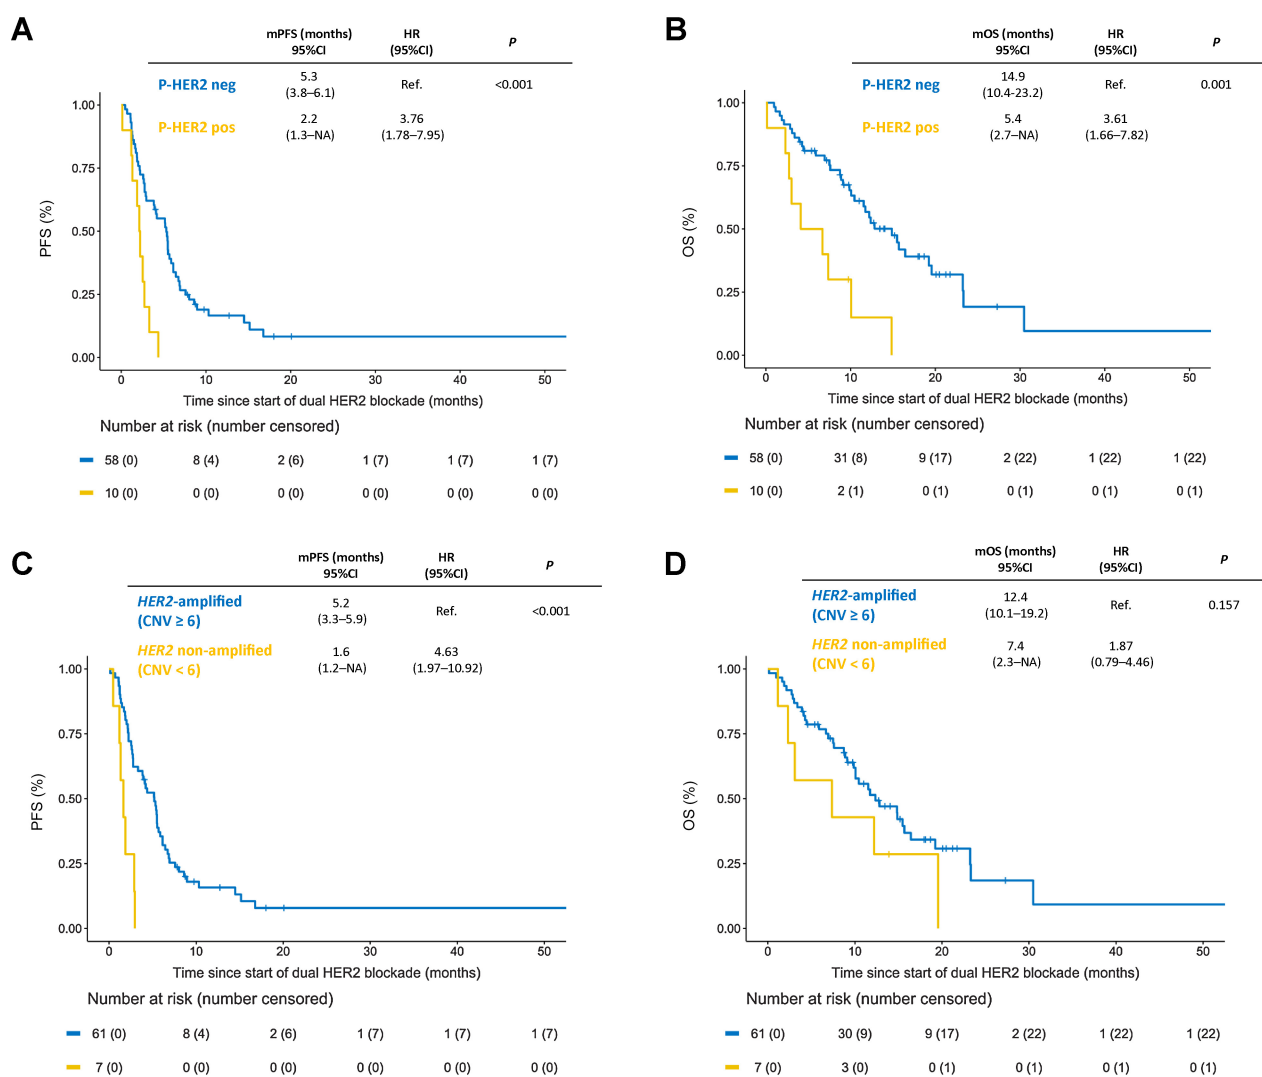 A
mPFS (months) HR P
95%CI (95%CI)
P-HER2 neg 5.3 (3.8–6.1) Ref. <0.001
P-HER2 pos 2.2 (1.3–NA) 3.76 (1.78–7.95)
1.00
0.75
0.50
0.25
0.00
PFS (%)
0 10 20 30 40 50
Time since start of dual HER2 blockade (months)
Number at risk (number censored)
58 (0) 8 (4) 2 (6) 1 (7) 1 (7) 1 (7)
10 (0) 0 (0) 0 (0) 0 (0) 0 (0) 0 (0)
B
mOS (months) HR P
95%CI (95%CI)
P-HER2 neg 14.9 (10.4-23.2) Ref. 0.001
P-HER2 pos 5.4 (2.7–NA) 3.61 (1.66–7.82)
1.00
0.75
0.50
0.25
0.00
OS (%)
0 10 20 30 40 50
Time since start of dual HER2 blockade (months)
Number at risk (number censored)
58 (0) 31 (8) 9 (17) 2 (22) 1 (22) 1 (22)
10 (0) 2 (1) 0 (1) 0 (1) 0 (1) 0 (1)
C
mPFS (months) HR P
95%CI (95%CI)
HER2-amplified 5.2 Ref. <0.001
(CNV ≥ 6) (3.3–5.9)
HER2 non-amplified 1.6 4.63
(CNV < 6) (1.2–NA) (1.97–10.92)
1.00
0.75
0.50
0.25
0.00
PFS (%)
0 10 20 30 40 50
Time since start of dual HER2 blockade (months)
Number at risk (number censored)
61 (0) 8 (4) 2 (6) 1 (7) 1 (7) 1 (7)
7 (0) 0 (0) 0 (0) 0 (0) 0 (0) 0 (0)
D
mOS (months) HR P
95%CI (95%CI)
HER2-amplified 12.4 Ref. 0.157
(CNV ≥ 6) (10.1–19.2)
HER2 non-amplified 7.4 1.87
(CNV < 6) (2.3–NA) (0.79–4.46)
1.00
0.75
0.50
0.25
0.00
OS (%)
0 10 20 30 40 50
Time since start of dual HER2 blockade (months)
Number at risk (number censored)
61 (0) 30 (9) 9 (17) 2 (22) 1 (22) 1 (22)
7 (0) 3 (0) 0 (1) 0 (1) 0 (1) 0 (1)